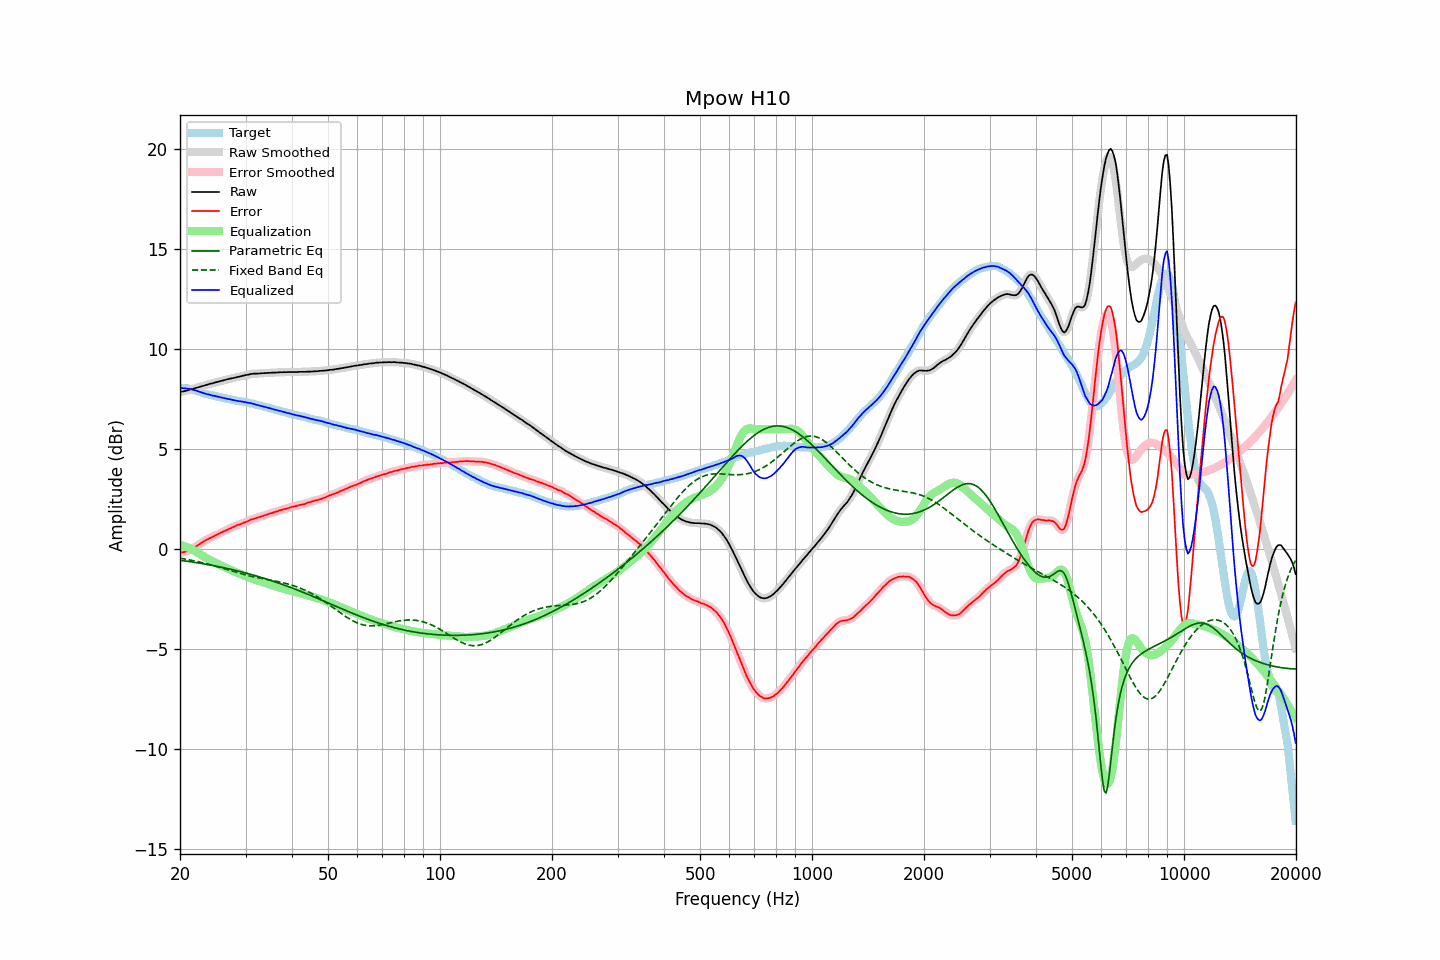 Mpow H10
Target
Raw Smoothed
Error Smoothed
Raw
Error
Equalization
Parametric Eq
Fixed Band Eq
Equalized
Amplitude (dBr)
20
15
10
5
0
−5
−10
−15
20 50 100 200 500 1000 2000 5000 10000 20000
Frequency (Hz)